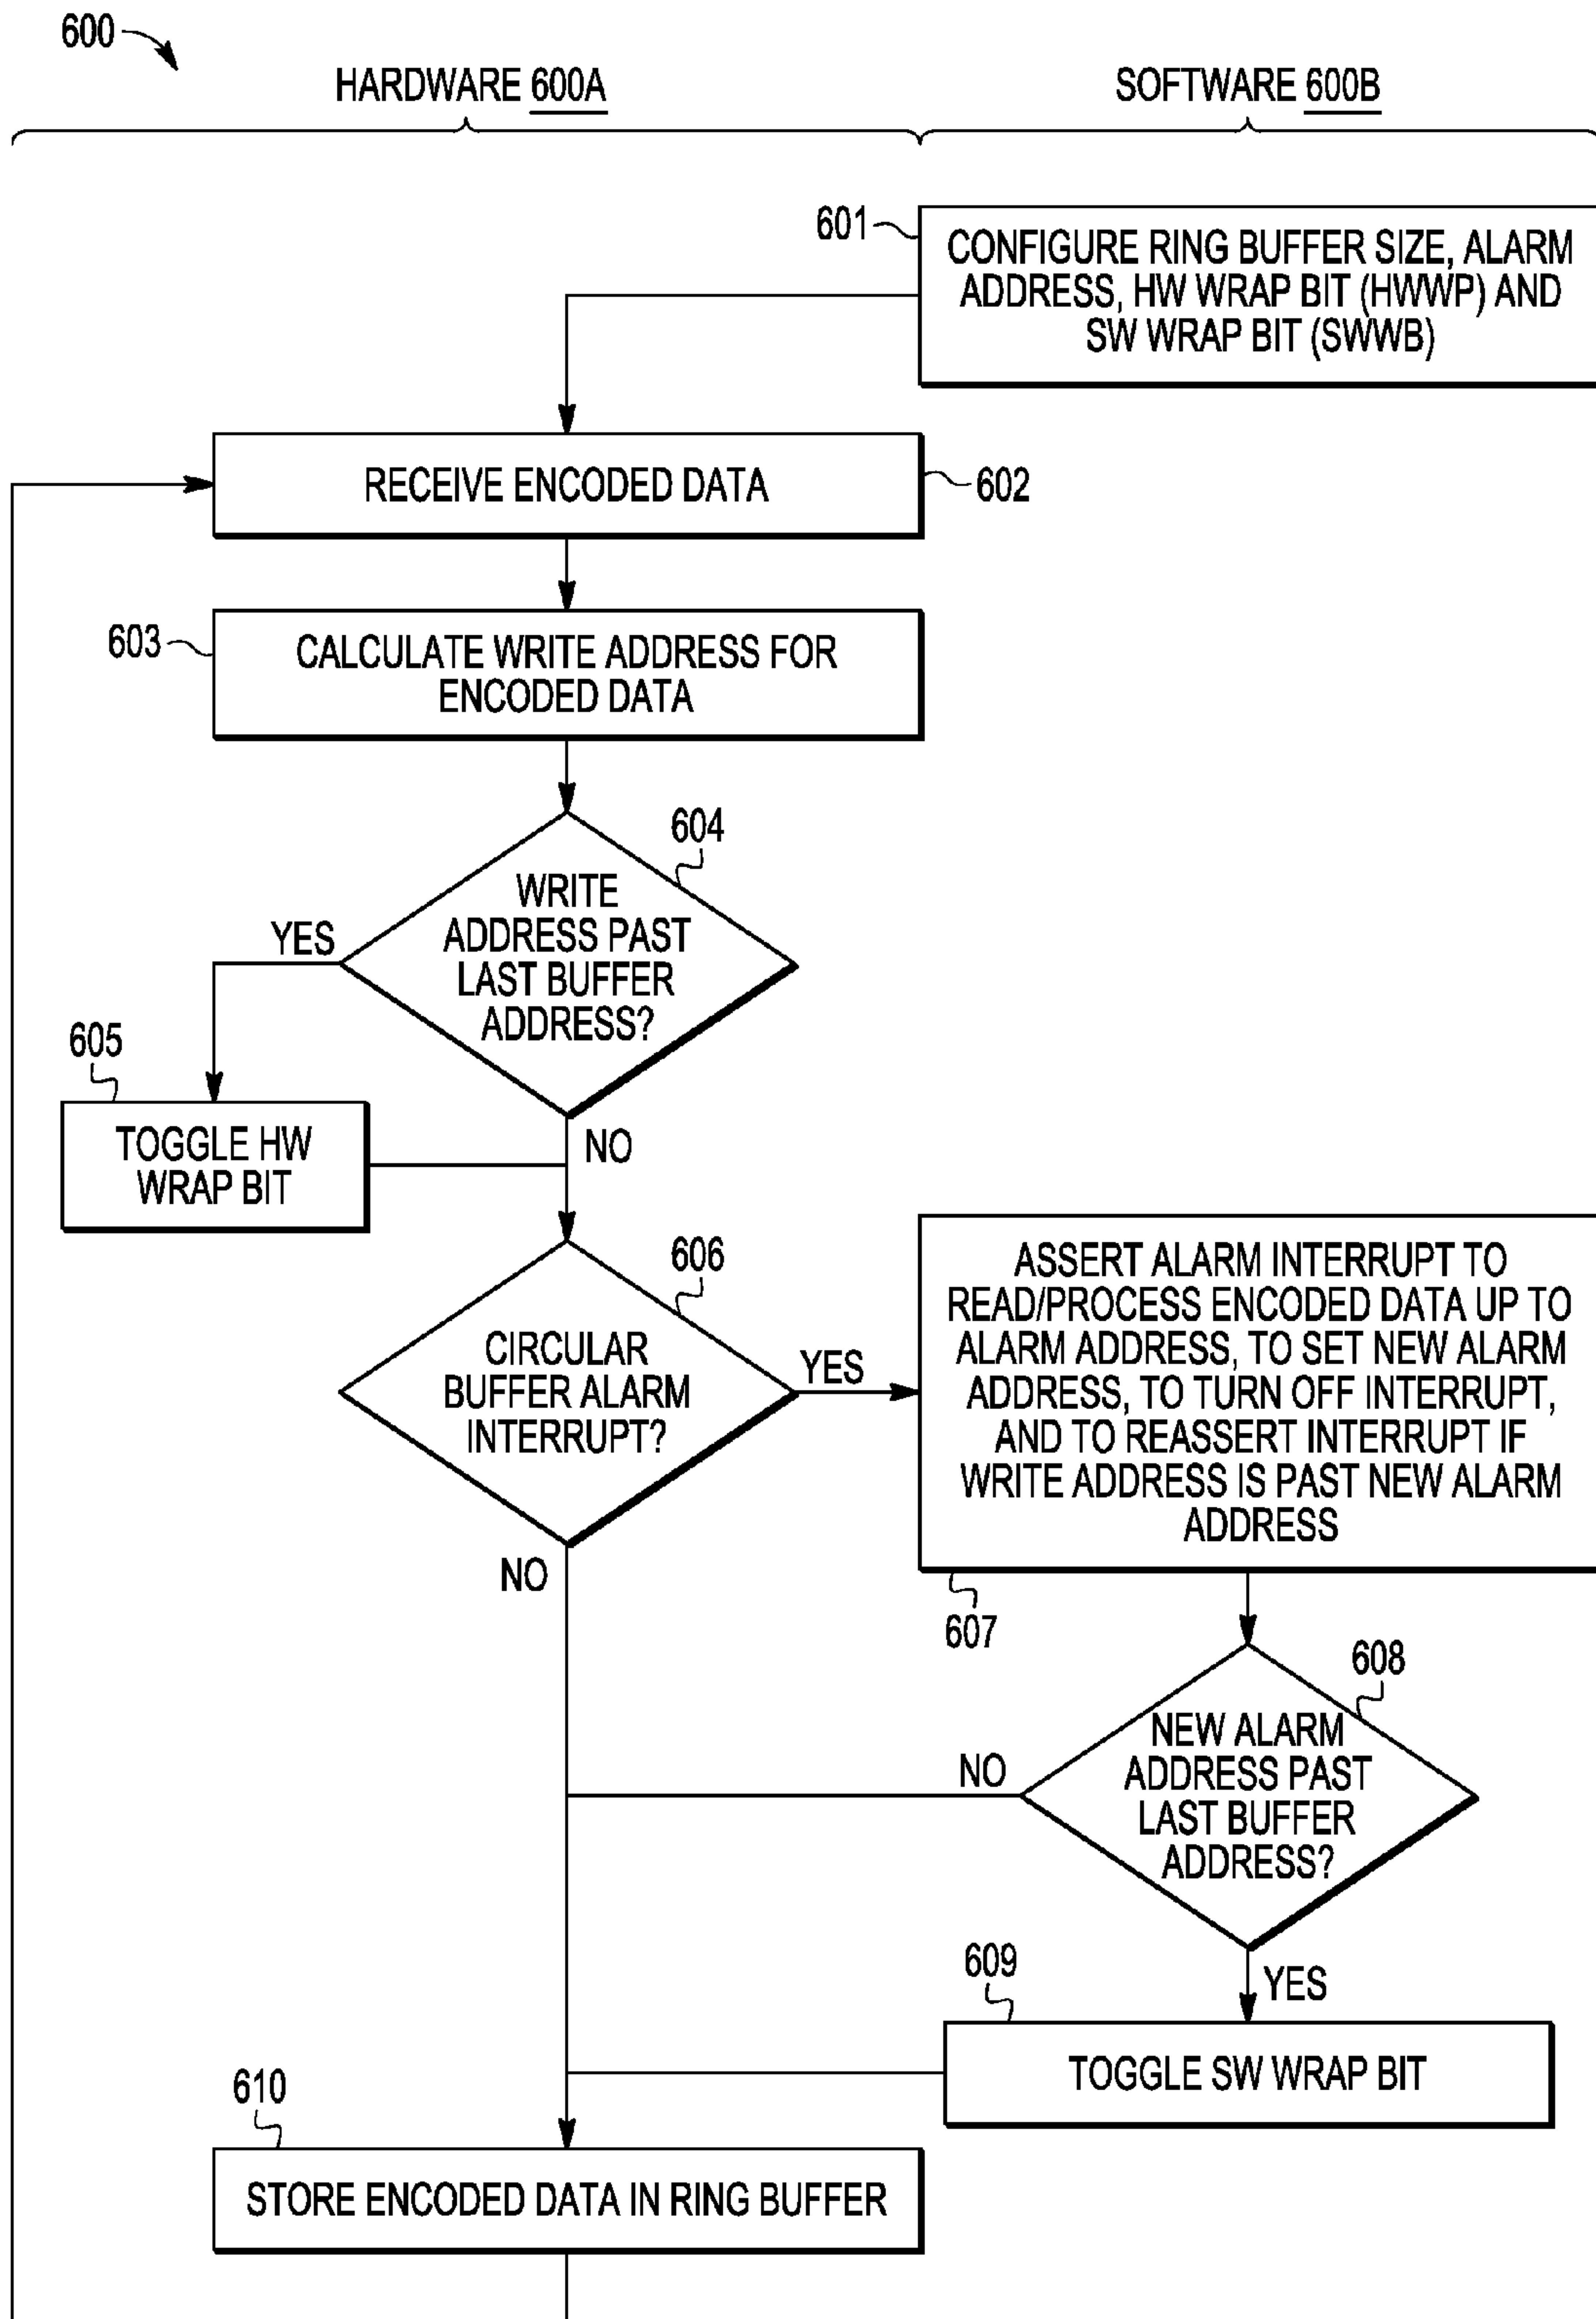 600
HARDWARE 600A
SOFTWARE 600B
601
CONFIGURE RING BUFFER SIZE, ALARM
ADDRESS, HW WRAP BIT (HWWP) AND
SW WRAP BIT (SWWB)
RECEIVE ENCODED DATA
602
603
CALCULATE WRITE ADDRESS FOR
ENCODED DATA
604
WRITE
ADDRESS PAST
LAST BUFFER
ADDRESS?
YES
NO
605
TOGGLE HW
WRAP BIT
606
CIRCULAR
BUFFER ALARM
INTERRUPT?
YES
NO
ASSERT ALARM INTERRUPT TO
READ/PROCESS ENCODED DATA UP TO
ALARM ADDRESS, TO SET NEW ALARM
ADDRESS, TO TURN OFF INTERRUPT,
AND TO REASSERT INTERRUPT IF
WRITE ADDRESS IS PAST NEW ALARM
ADDRESS
607
608
NEW ALARM
ADDRESS PAST
LAST BUFFER
ADDRESS?
NO
YES
609
TOGGLE SW WRAP BIT
610
STORE ENCODED DATA IN RING BUFFER